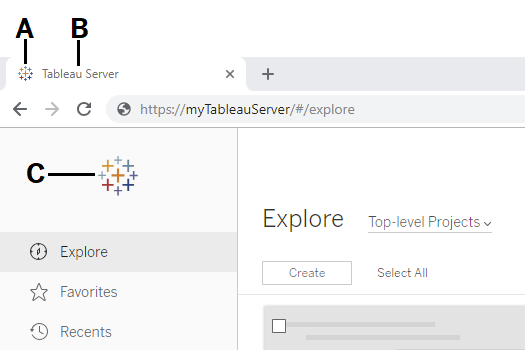 A B
Tableau Server
https://myTableauServer/#/explore
C
Explore Top-level Projects
Create Select All
Explore
Favorites
Recents